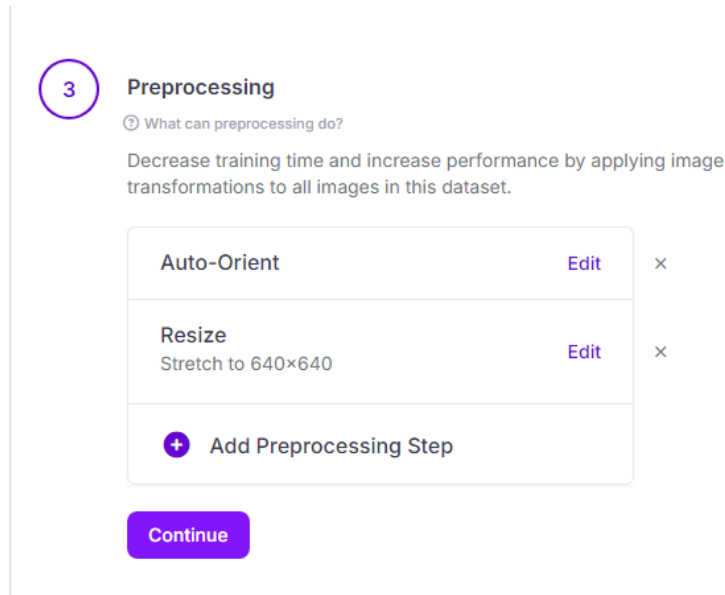 3
Preprocessing
What can preprocessing do?
Decrease training time and increase performance by applying image
transformations to all images in this dataset.
Auto-Orient
Edit
×
Resize
Stretch to 640×640
Edit
×
Add Preprocessing Step
Continue